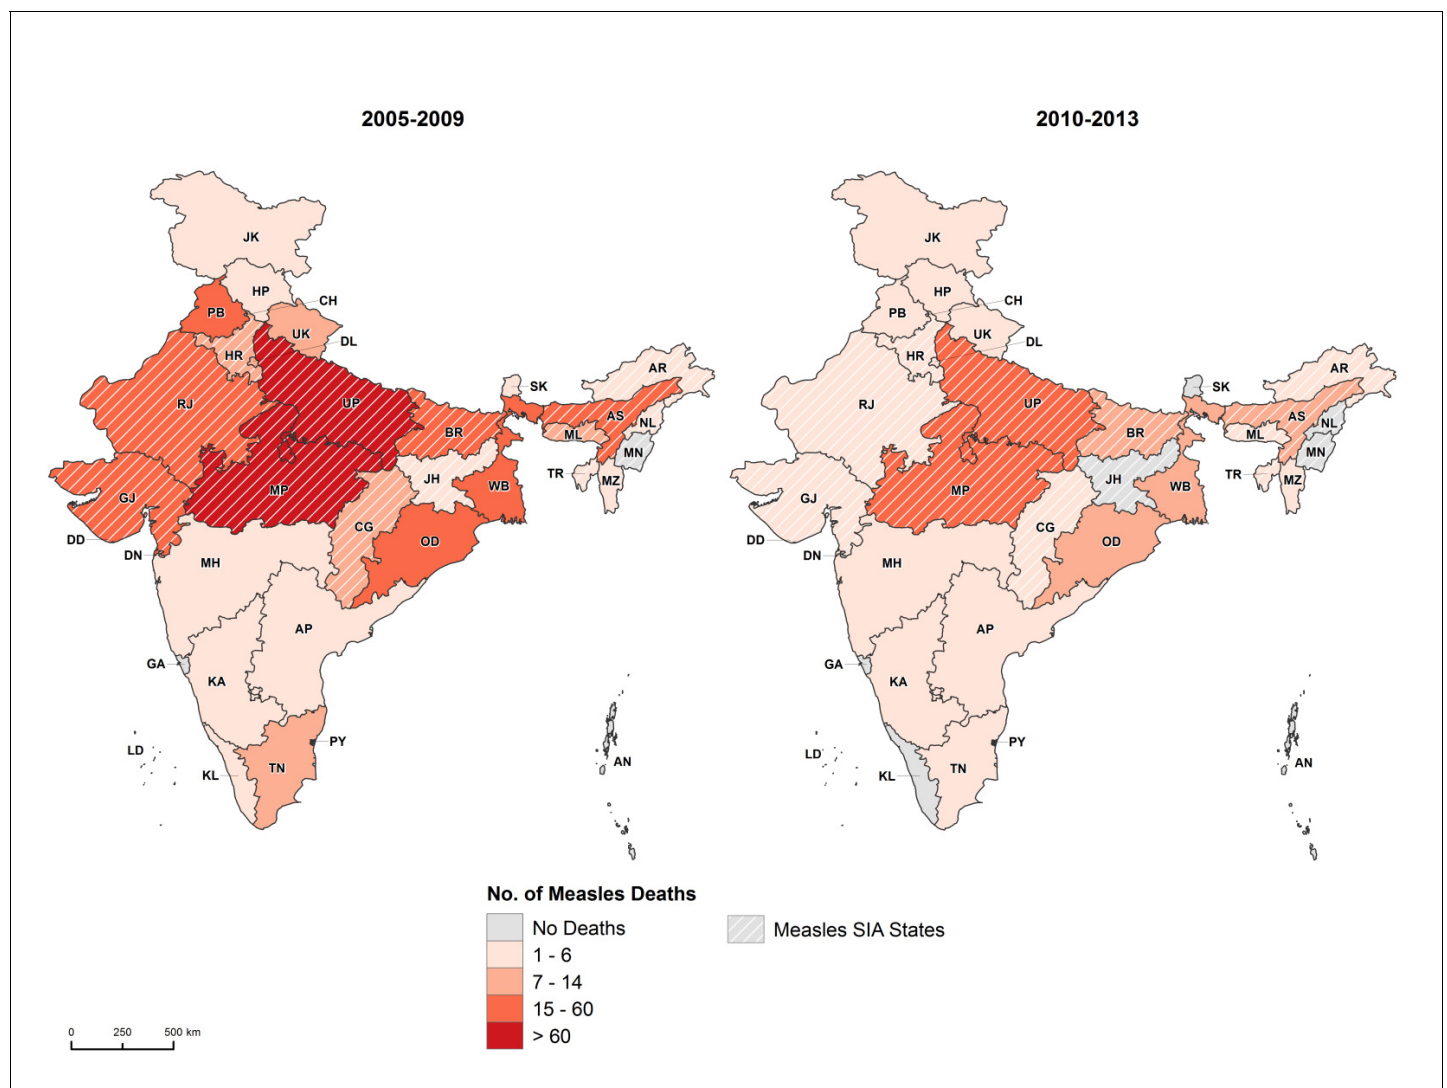 2005-2009
JK
HP
CH
PB
UK
DL
HR
SK
AR
RJ
UP
AS
NL
BR
ML
MN
TR
MZ
JH
WB
GJ
MP
CG
DD
DN
OD
MH
AP
GA
KA
LD
PY
AN
KL
TN
2010-2013
JK
HP
CH
PB
UK
DL
HR
SK
AR
RJ
UP
AS
NL
BR
ML
MN
TR
MZ
JH
WB
GJ
MP
CG
DD
DN
OD
MH
AP
GA
KA
LD
PY
AN
KL
TN
No. of Measles Deaths
No Deaths
1 - 6
7 - 14
15 - 60
> 60
Measles SIA States
0 250 500 km